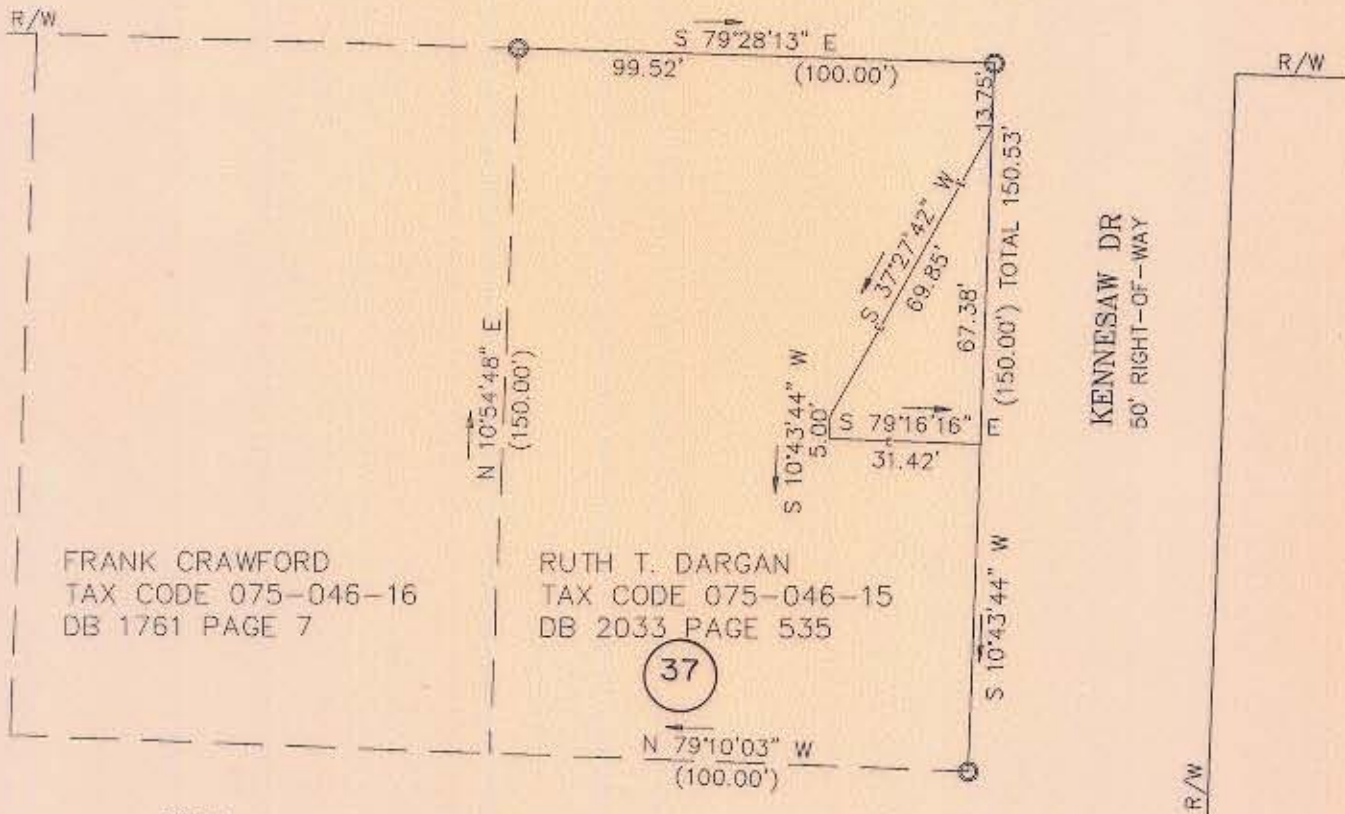 R/W
S 79°28'13" E
99.52'
(100.00')
R/W
13.75'
S 37°27'42" W
69.85'
67.38'
(150.00') TOTAL 150.53'
KENNESAW DR
50' RIGHT-OF-WAY
N 10°54'48" E
(150.00')
S 10°43'44" W
5.00'
S 79°16'16" E
31.42'
FRANK CRAWFORD
TAX CODE 075-046-16
DB 1761 PAGE 7
RUTH T. DARGAN
TAX CODE 075-046-15
DB 2033 PAGE 535
37
S 10°43'44" W
N 79°10'03" W
(100.00')
R/W